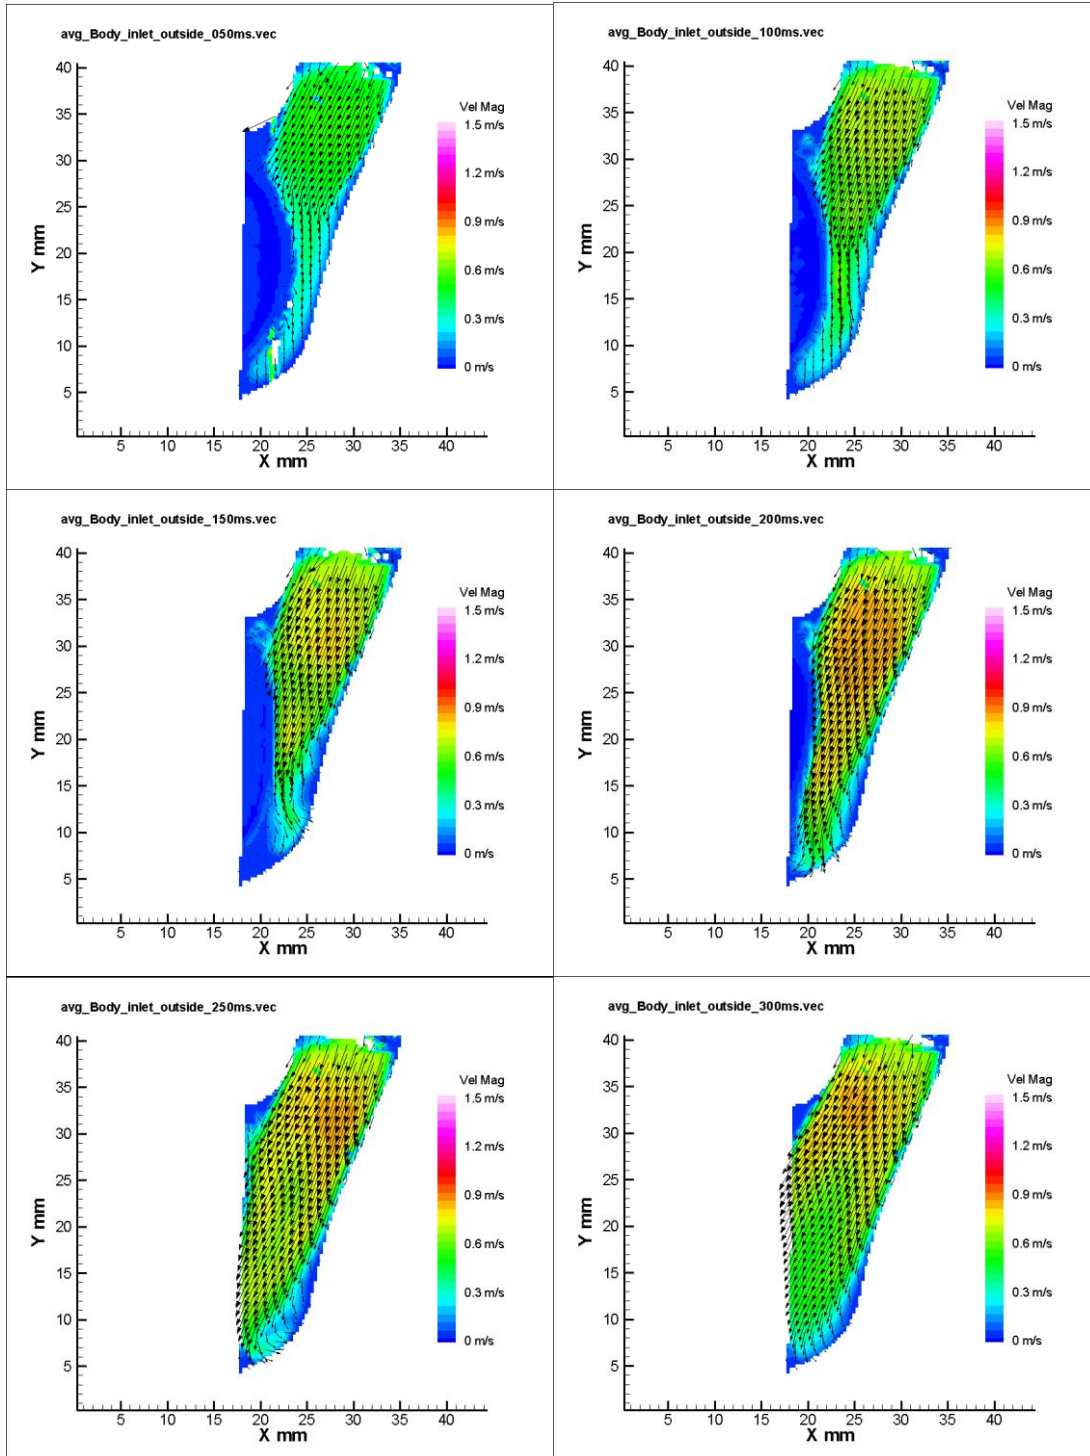 avg_Body_inlet_outside_050ms.vec
40
35
30
25
20
15
10
5
Y mm
5 10 15 20 25 30 35 40
X mm
Vel Mag
1.5 m/s
1.2 m/s
0.9 m/s
0.6 m/s
0.3 m/s
0 m/s
avg_Body_inlet_outside_100ms.vec
40
35
30
25
20
15
10
5
Y mm
5 10 15 20 25 30 35 40
X mm
Vel Mag
1.5 m/s
1.2 m/s
0.9 m/s
0.6 m/s
0.3 m/s
0 m/s
avg_Body_inlet_outside_150ms.vec
40
35
30
25
20
15
10
5
Y mm
5 10 15 20 25 30 35 40
X mm
Vel Mag
1.5 m/s
1.2 m/s
0.9 m/s
0.6 m/s
0.3 m/s
0 m/s
avg_Body_inlet_outside_200ms.vec
40
35
30
25
20
15
10
5
Y mm
5 10 15 20 25 30 35 40
X mm
Vel Mag
1.5 m/s
1.2 m/s
0.9 m/s
0.6 m/s
0.3 m/s
0 m/s
avg_Body_inlet_outside_250ms.vec
40
35
30
25
20
15
10
5
Y mm
5 10 15 20 25 30 35 40
X mm
Vel Mag
1.5 m/s
1.2 m/s
0.9 m/s
0.6 m/s
0.3 m/s
0 m/s
avg_Body_inlet_outside_300ms.vec
40
35
30
25
20
15
10
5
Y mm
5 10 15 20 25 30 35 40
X mm
Vel Mag
1.5 m/s
1.2 m/s
0.9 m/s
0.6 m/s
0.3 m/s
0 m/s